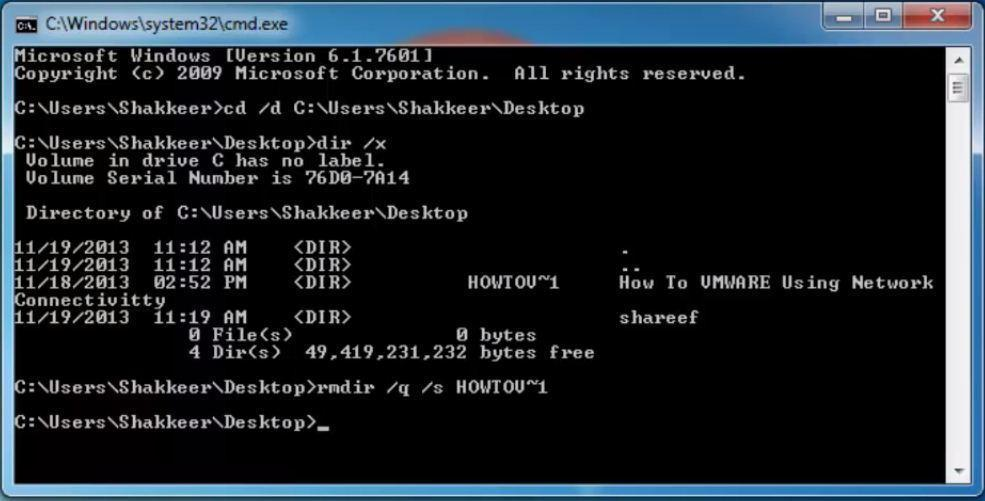 C:\Windows\system32\cmd.exe
Microsoft Windows [Version 6.1.7601]
Copyright (c) 2009 Microsoft Corporation.  All rights reserved.
C:\Users\Shakkeer>cd /d C:\Users\Shakkeer\Desktop
C:\Users\Shakkeer\Desktop>dir /x
 Volume in drive C has no label.
 Volume Serial Number is 76D0-7A14
 Directory of C:\Users\Shakkeer\Desktop
11/19/2013  11:12 AM    <DIR>                       .
11/19/2013  11:12 AM    <DIR>                       ..
11/18/2013  02:52 PM    <DIR>          HOWTOV~1     How To VMWARE Using Network
Connectivitty
11/19/2013  11:19 AM    <DIR>                       shareef
               0 File(s)              0 bytes
               4 Dir(s)  49,419,231,232 bytes free
C:\Users\Shakkeer\Desktop>rmdir /q /s HOWTOV~1
C:\Users\Shakkeer\Desktop>_